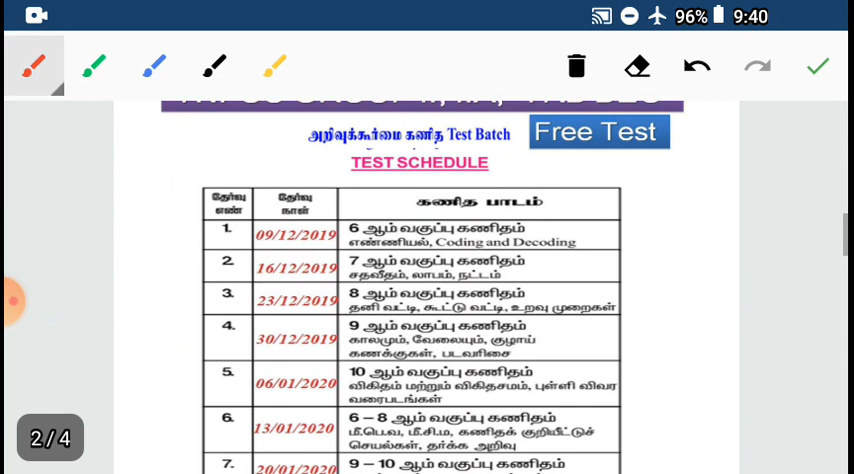 96% 9:40
அறிவுக்கூர்மை கணித Test Batch Free Test
TEST SCHEDULE
தேர்வு எண் தேர்வு நாள் கணித பாடம்
1. 09/12/2019 6 ஆம் வகுப்பு கணிதம்
எண்ணியல், Coding and Decoding
2. 16/12/2019 7 ஆம் வகுப்பு கணிதம்
சதவீதம், லாபம், நட்டம்
3. 23/12/2019 8 ஆம் வகுப்பு கணிதம்
தனி வட்டி, கூட்டு வட்டி, உறவு முறைகள்
4. 30/12/2019 9 ஆம் வகுப்பு கணிதம்
காலமும், வேலையும், குழாய்
கணக்குகள், படவரிசை
5. 06/01/2020 10 ஆம் வகுப்பு கணிதம்
விகிதம் மற்றும் விகிதசமம், புள்ளி விவர
வரைபடங்கள்
6. 13/01/2020 6 – 8 ஆம் வகுப்பு கணிதம்
மீ.பெ.வ, மீ.சி.ம, கணிதக் குறியீட்டுச்
செயல்கள், தர்க்க அறிவு
7. 20/01/2020 9 – 10 ஆம் வகுப்பு கணிதம்
2/4